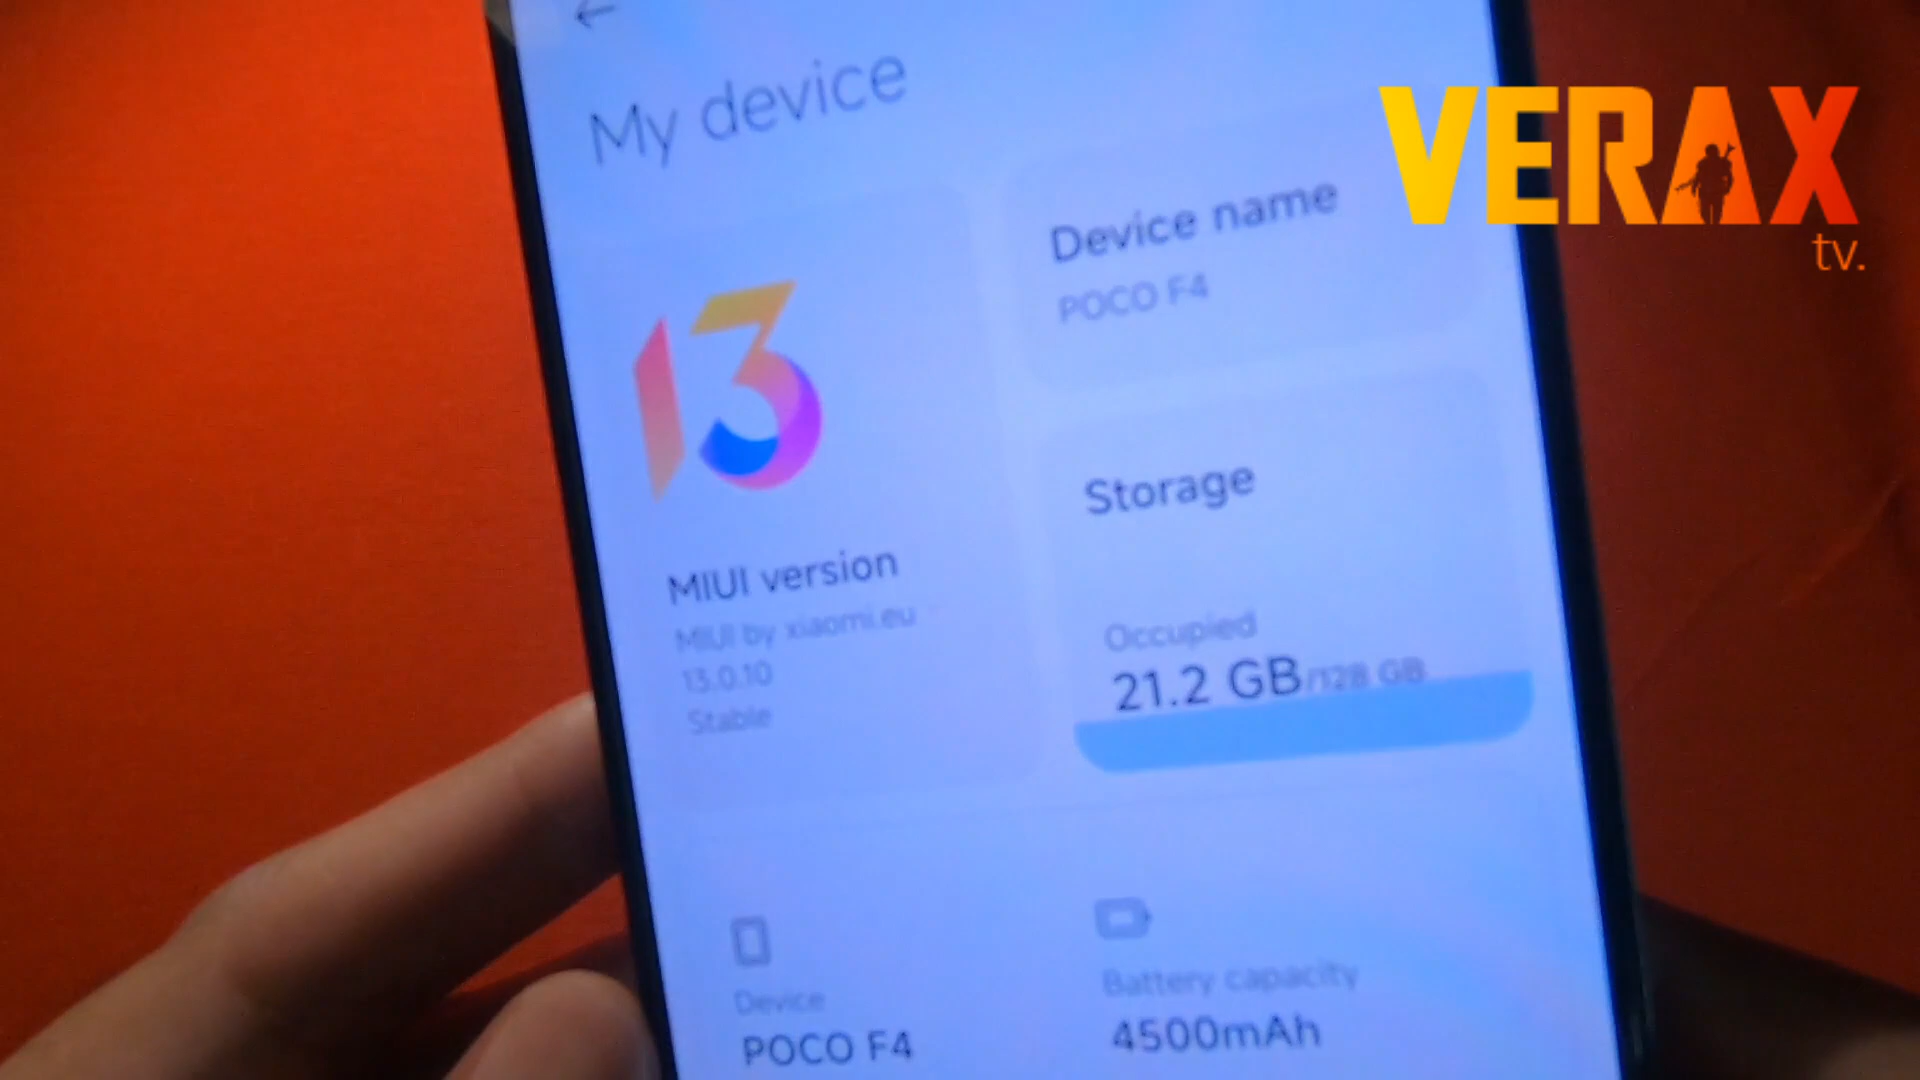 My device
VERAX
tv.
Device name
POCO F4
13
MIUI version
MIUI by xiaomi.eu
13.0.10
Stable
Storage
Occupied
21.2 GB/128 GB
Device
POCO F4
Battery capacity
4500mAh